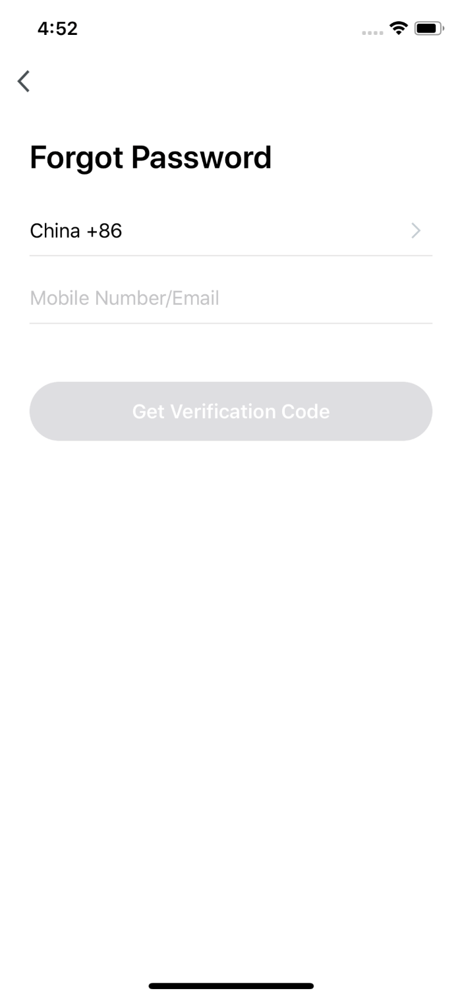 4:52
Forgot Password
China +86
Mobile Number/Email
Get Verification Code